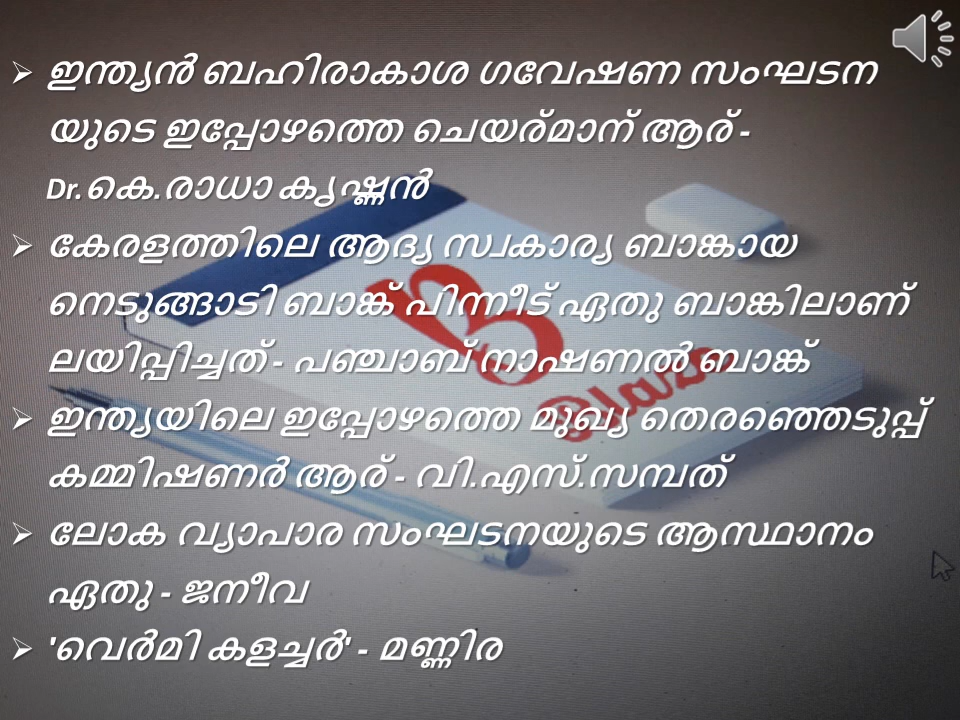 ഇന്ത്യൻ ബഹിരാകാശ ഗവേഷണ സംഘടന
യുടെ ഇപ്പോഴത്തെ ചെയര്മാന് ആര് -
Dr.കെ.രാധാ കൃഷ്ണൻ
കേരളത്തിലെ ആദ്യ സ്വകാര്യ ബാങ്കായ
നെടുങ്ങാടി ബാങ്ക് പിന്നീട് ഏതു ബാങ്കിലാണ്
ലയിപ്പിച്ചത് - പഞ്ചാബ് നാഷണൽ ബാങ്ക്
ഇന്ത്യയിലെ ഇപ്പോഴത്തെ മുഖ്യ തെരഞ്ഞെടുപ്പ്
കമ്മിഷണർ ആര് - വി.എസ്.സമ്പത്
ലോക വ്യാപാര സംഘടനയുടെ ആസ്ഥാനം
ഏതു - ജനീവ
'വെർമി കളച്ചർ' - മണ്ണിര